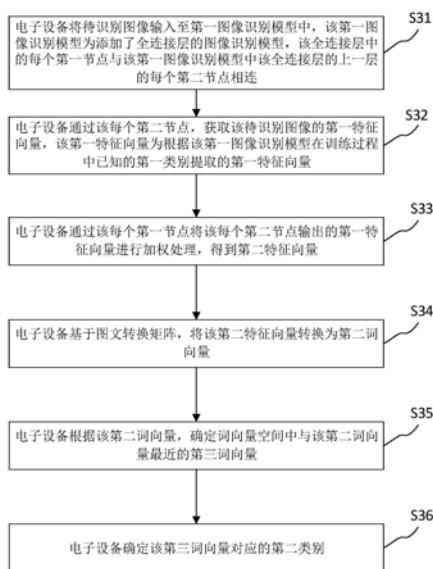 S31
电子设备将待识别图像输入至第一图像识别模型中，该第一图
像识别模型为添加了全连接层的图像识别模型，该全连接层中
的每个第一节点与该第一图像识别模型中该全连接层的上一层
的每个第二节点相连
S32
电子设备通过该每个第二节点，获取该待识别图像的第一特征
向量，该第一特征向量为根据该第一图像识别模型在训练过程
中已知的第一类别提取的第一特征向量
S33
电子设备通过该每个第一节点将该每个第二节点输出的第一特
征向量进行加权处理，得到第二特征向量
S34
电子设备基于图文转换矩阵，将该第二特征向量转换为第二词
向量
S35
电子设备根据该第二词向量，确定词向量空间中与该第二词向
量最近的第三词向量
S36
电子设备确定该第三词向量对应的第二类别